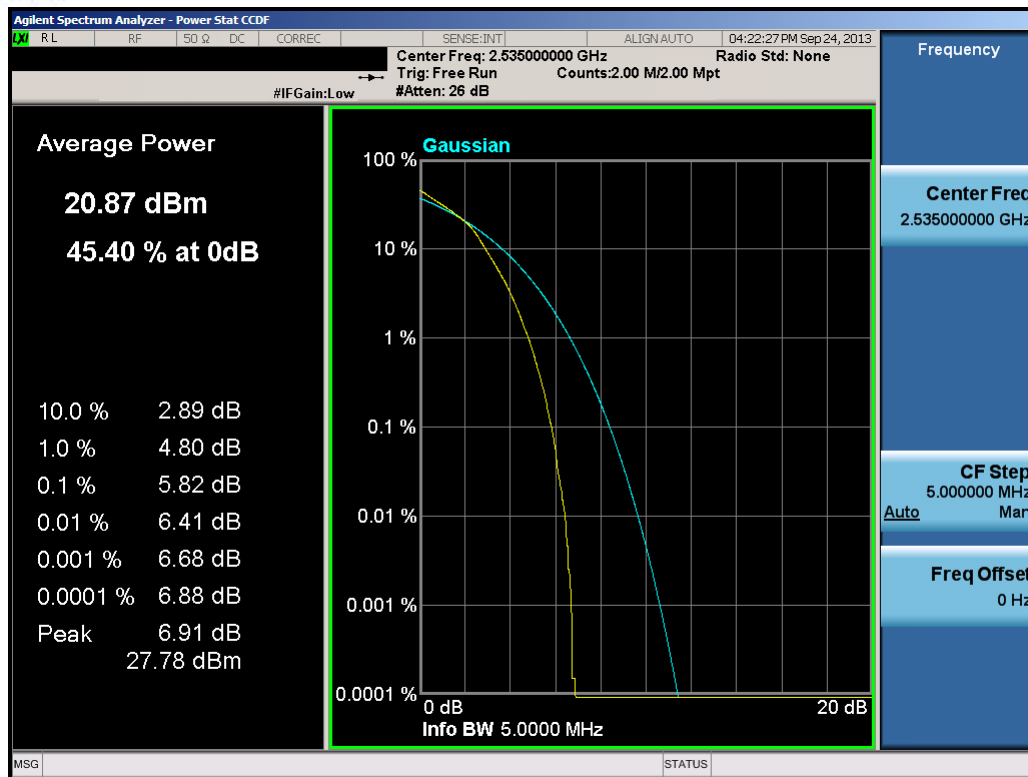 Agilent Spectrum Analyzer - Power Stat CCDF
LXI RL RF 50 Ω DC CORREC SENSE:INT ALIGN AUTO 04:22:27 PM Sep 24, 2013
Center Freq: 2.535000000 GHz Radio Std: None
Trig: Free Run Counts:2.00 M/2.00 Mpt
#IFGain:Low #Atten: 26 dB
Average Power
20.87 dBm
45.40 % at 0dB
10.0 % 2.89 dB
1.0 % 4.80 dB
0.1 % 5.82 dB
0.01 % 6.41 dB
0.001 % 6.68 dB
0.0001 % 6.88 dB
Peak 6.91 dB
27.78 dBm
Gaussian
100 %
10 %
1 %
0.1 %
0.01 %
0.001 %
0.0001 %
0 dB 20 dB
Info BW 5.0000 MHz
Frequency
Center Freq
2.535000000 GHz
CF Step
5.000000 MHz
Auto Man
Freq Offset
0 Hz
MSG STATUS